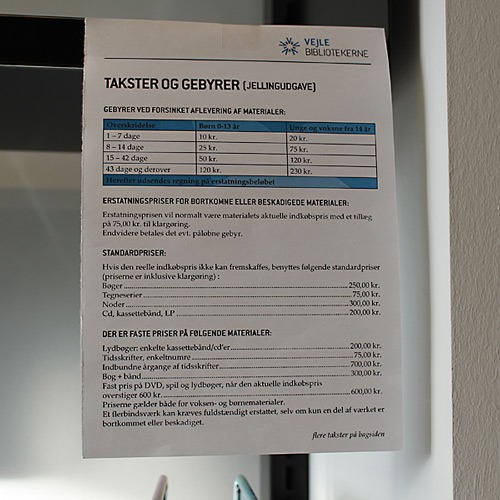 VEJLE
BIBLIOTEKERNE
TAKSTER OG GEBYRER (JELLINGUDGAVE)
GEBYRER VED FORSINKET AFLEVERING AF MATERIALER:
Overskridelse Børn 0-13 år Unge og voksne fra 14 år
1 – 7 dage 10 kr. 20 kr.
8 – 14 dage 25 kr. 75 kr.
15 – 42 dage 50 kr. 120 kr.
43 dage og derover 120 kr. 230 kr.
Herefter udsendes regning på erstatningsbeløbet
ERSTATNINGSPRISER FOR BORTKOMNE ELLER BESKADIGEDE MATERIALER:
Erstatningsprisen vil normalt være materialets aktuelle indkøbspris med et tillæg
på 75,00 kr. til klargøring.
Endvidere betales det evt. påløbne gebyr.
STANDARDPRISER:
Hvis den reelle indkøbspris ikke kan fremskaffes, benyttes følgende standardpriser
(priserne er inklusive klargøring) :
Bøger 250,00 kr.
Tegneserier 75,00 kr.
Noder 300,00 kr.
Cd, kassettebånd, LP 200,00 kr.
DER ER FASTE PRISER PÅ FØLGENDE MATERIALER:
Lydbøger: enkelte kassettebånd/cd'er 200,00 kr.
Tidsskrifter, enkeltnumre 75,00 kr.
Indbundne årgange af tidsskrifter 700,00 kr.
Bog + bånd 300,00 kr.
Fast pris på DVD, spil og lydbøger, når den aktuelle indkøbspris
overstiger 600 kr. 600,00 kr.
Priserne gælder både for voksen- og børnematerialer.
Et flerbindsværk kan kræves fuldstændigt erstattet, selv om kun en del af værket er
bortkommet eller beskadiget.
flere takster på bagsiden